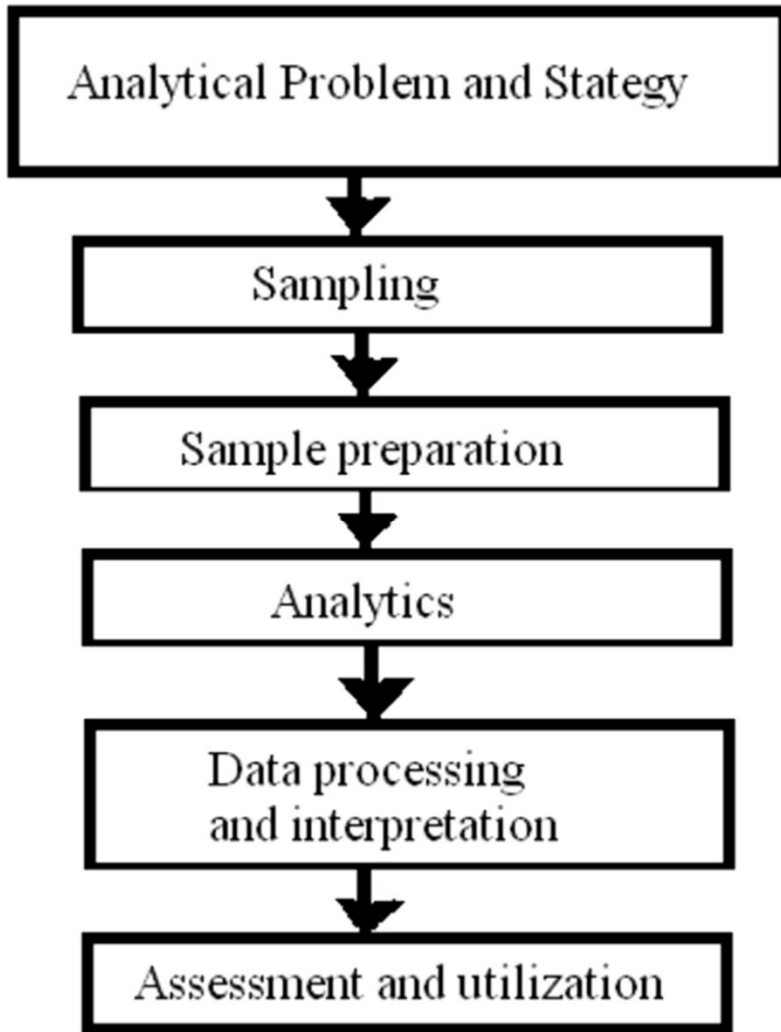 Analytical Problem and Stategy
Sampling
Sample preparation
Analytics
Data processing
and interpretation
Assessment and utilization